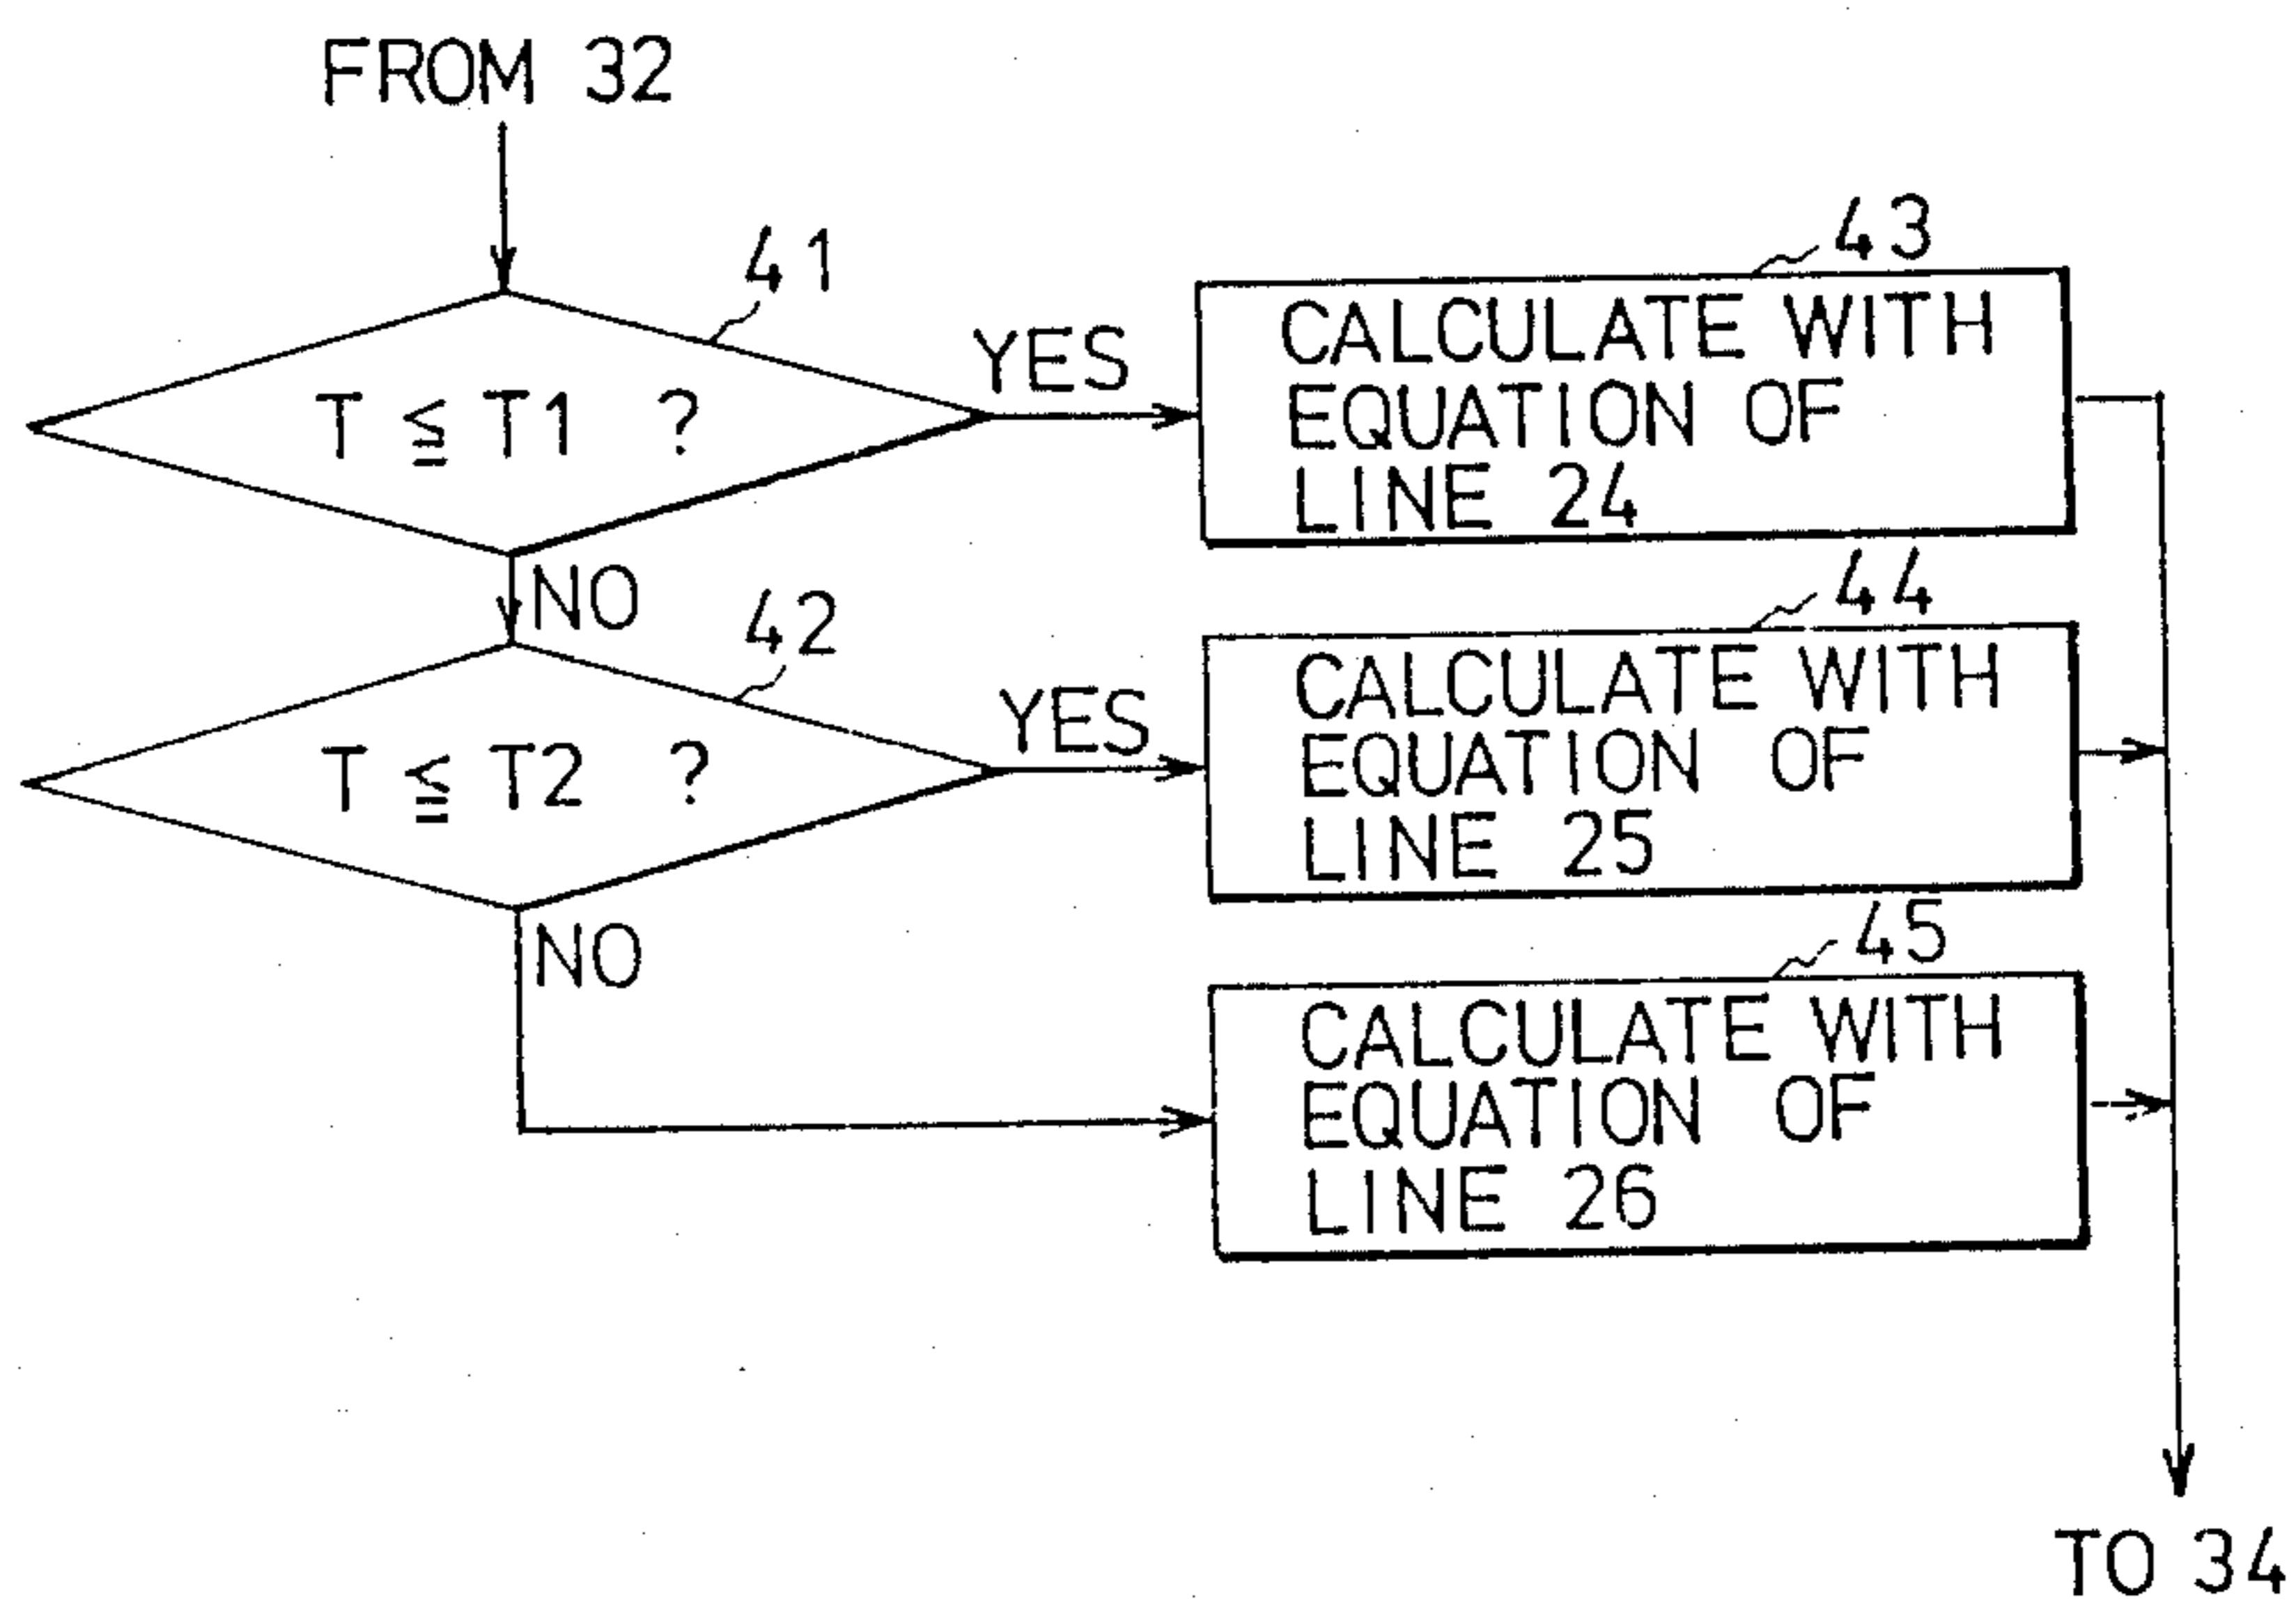 FROM 32
41
T ≦ T1 ?
YES
43
CALCULATE WITH
EQUATION OF
LINE 24
NO
42
T ≦ T2 ?
YES
44
CALCULATE WITH
EQUATION OF
LINE 25
NO
45
CALCULATE WITH
EQUATION OF
LINE 26
TO 34